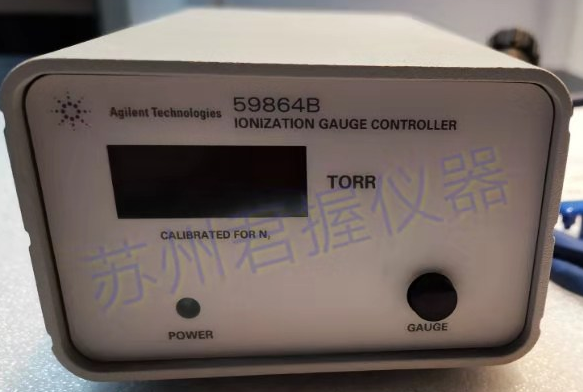 Agilent Technologies 59864B
IONIZATION GAUGE CONTROLLER
TORR
CALIBRATED FOR N₂
苏州君握仪器
POWER
GAUGE